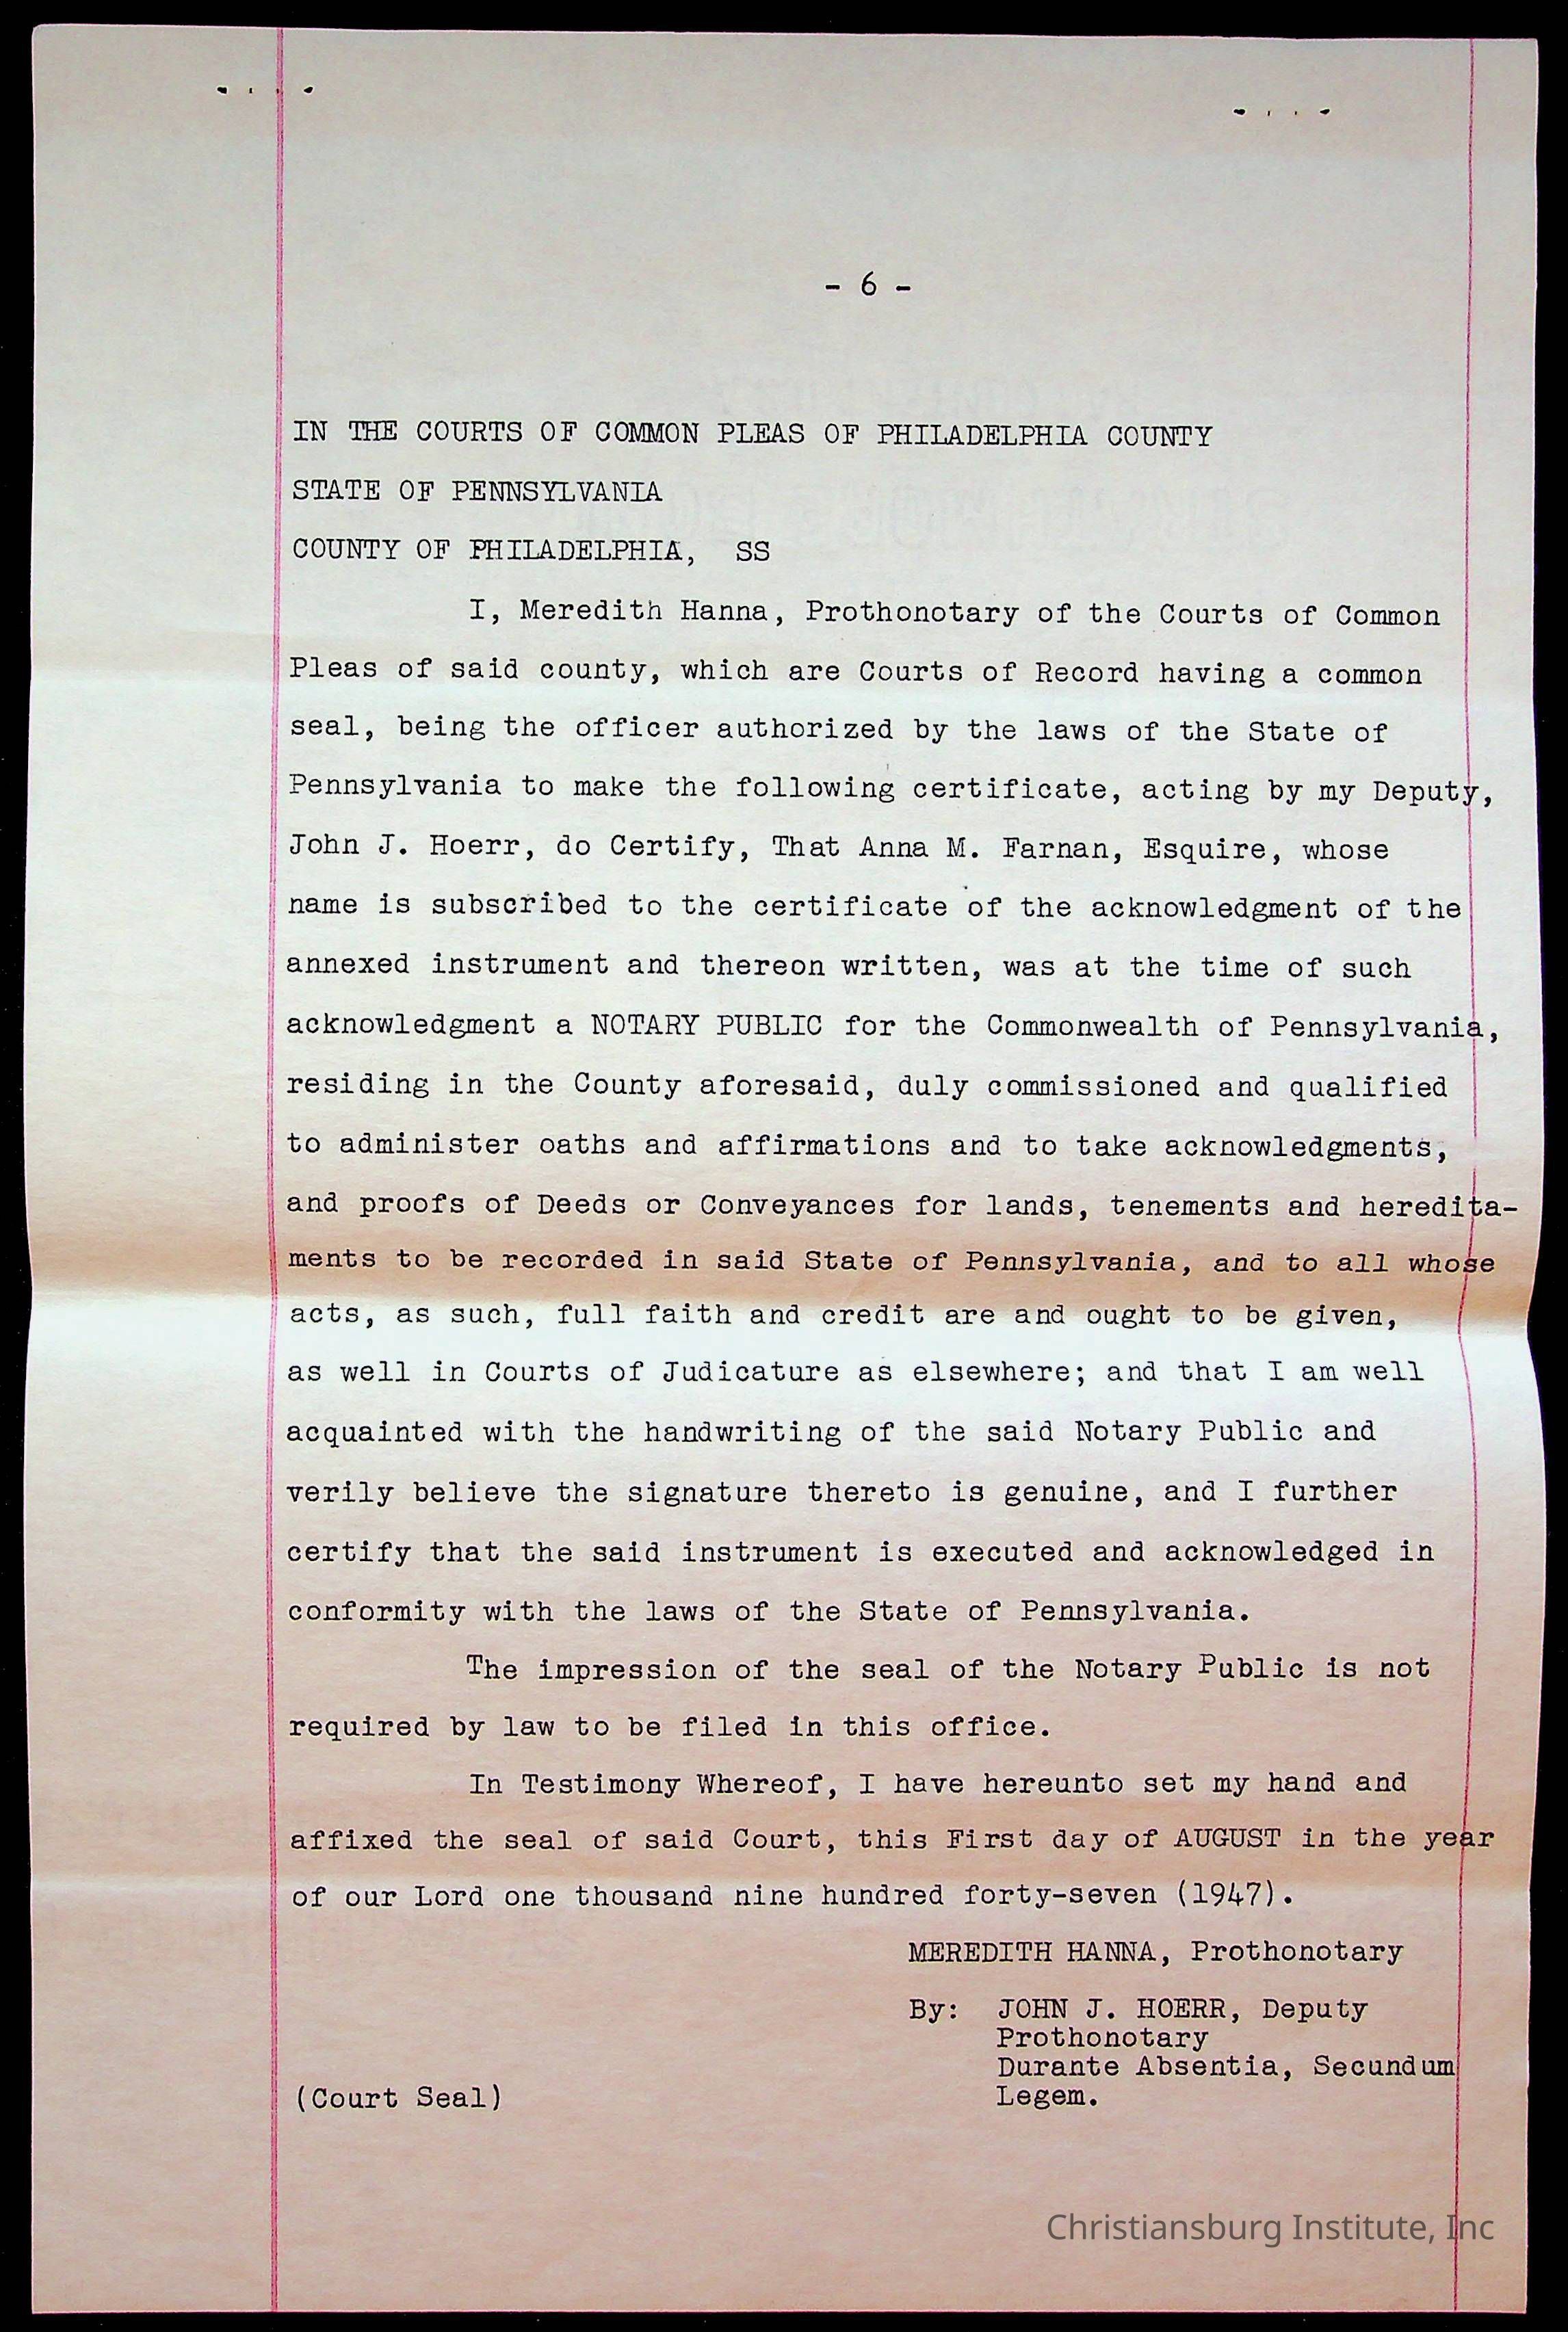 - 6 -
IN THE COURTS OF COMMON PLEAS OF PHILADELPHIA COUNTY
STATE OF PENNSYLVANIA
COUNTY OF PHILADELPHIA, SS
I, Meredith Hanna, Prothonotary of the Courts of Common
Pleas of said county, which are Courts of Record having a common
seal, being the officer authorized by the laws of the State of
Pennsylvania to make the following certificate, acting by my Deputy,
John J. Hoerr, do Certify, That Anna M. Farnan, Esquire, whose
name is subscribed to the certificate of the acknowledgment of the
annexed instrument and thereon written, was at the time of such
acknowledgment a NOTARY PUBLIC for the Commonwealth of Pennsylvania,
residing in the County aforesaid, duly commissioned and qualified
to administer oaths and affirmations and to take acknowledgments,
and proofs of Deeds or Conveyances for lands, tenements and heredita-
ments to be recorded in said State of Pennsylvania, and to all whose
acts, as such, full faith and credit are and ought to be given,
as well in Courts of Judicature as elsewhere; and that I am well
acquainted with the handwriting of the said Notary Public and
verily believe the signature thereto is genuine, and I further
certify that the said instrument is executed and acknowledged in
conformity with the laws of the State of Pennsylvania.
The impression of the seal of the Notary Public is not
required by law to be filed in this office.
In Testimony Whereof, I have hereunto set my hand and
affixed the seal of said Court, this First day of AUGUST in the year
of our Lord one thousand nine hundred forty-seven (1947).
MEREDITH HANNA, Prothonotary
By: JOHN J. HOERR, Deputy
Prothonotary
Durante Absentia, Secundum
(Court Seal) Legem.
Christiansburg Institute, Inc